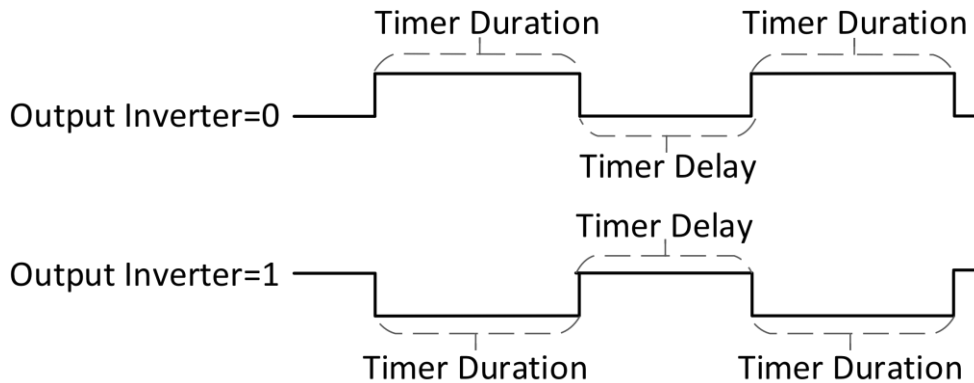 Timer Duration
Timer Duration
Output Inverter=0
Timer Delay
Timer Delay
Output Inverter=1
Timer Duration
Timer Duration